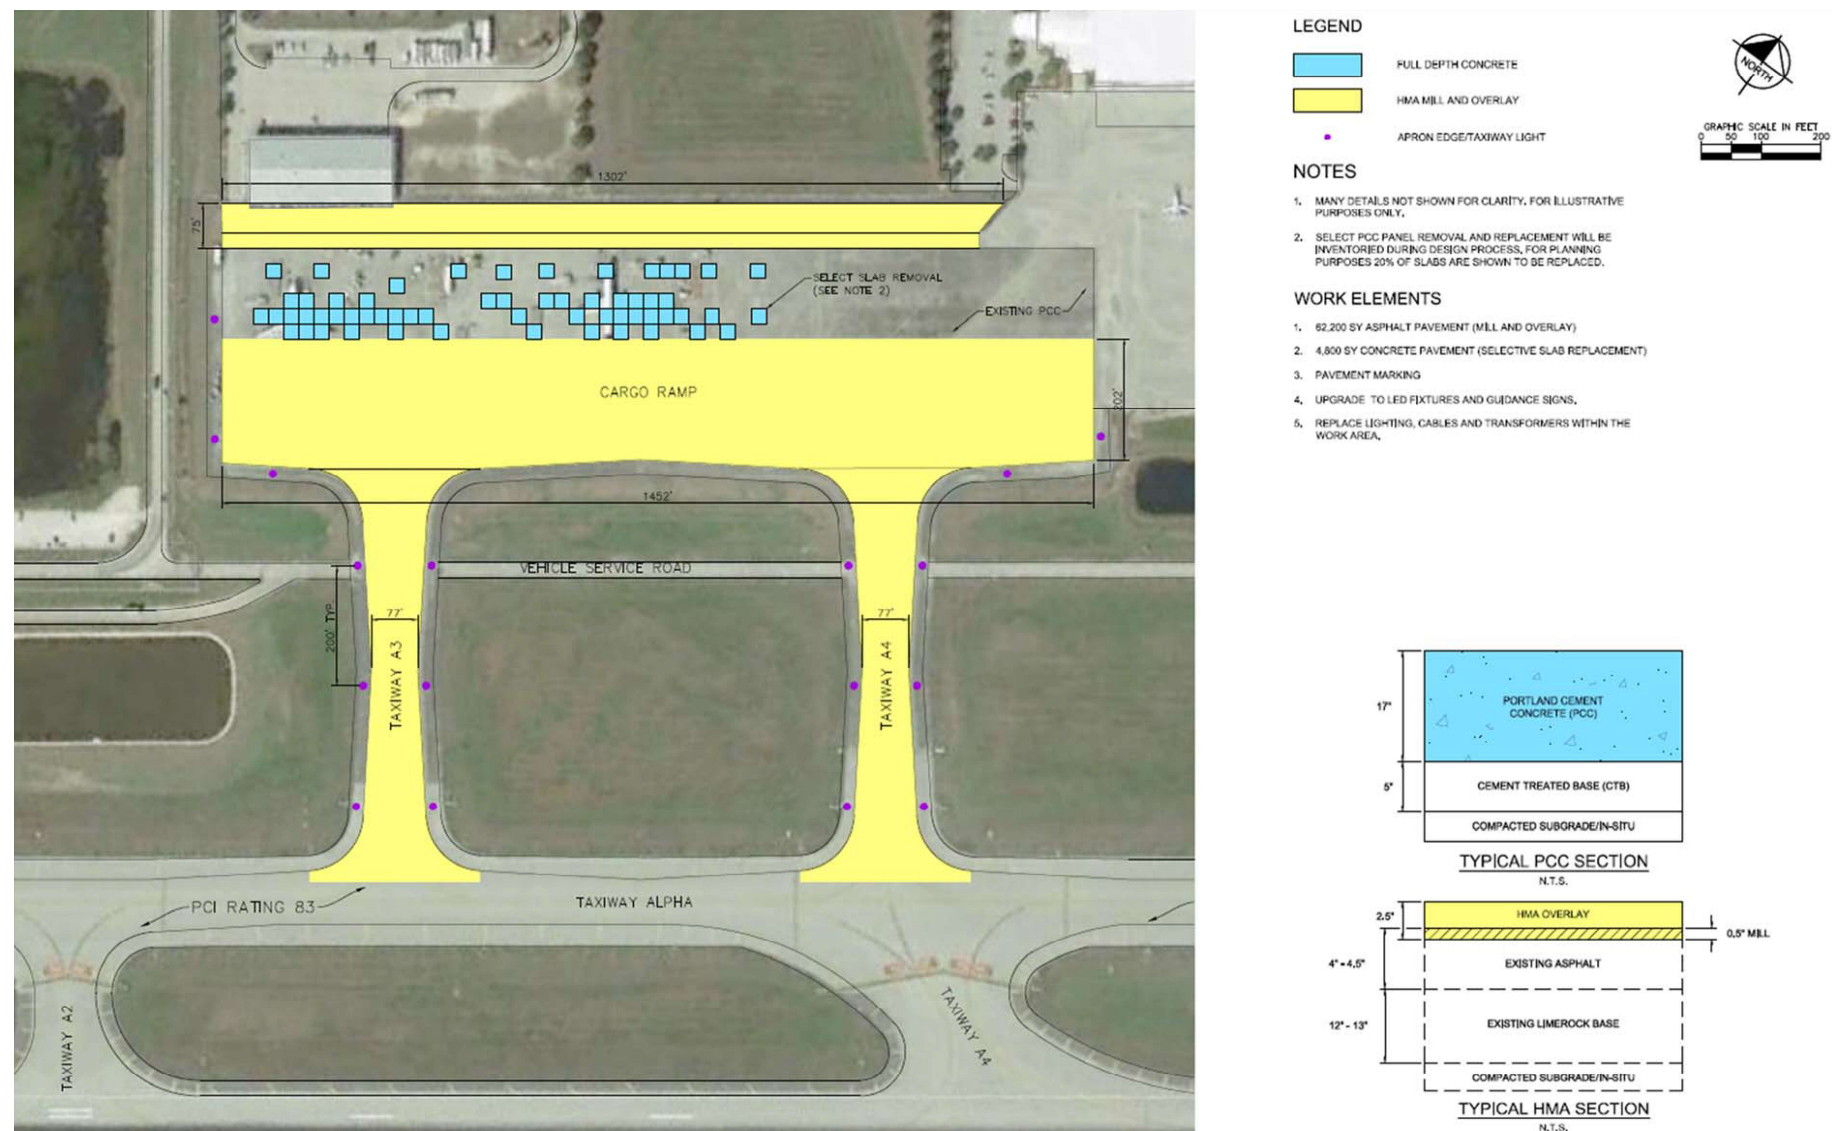 1302'
75'
SELECT SLAB REMOVAL
(SEE NOTE 2)
EXISTING PCC
CARGO RAMP
202'
1452'
VEHICLE SERVICE ROAD
200' TYP.
77'
77'
TAXIWAY A3
TAXIWAY A4
PCI RATING 83
TAXIWAY ALPHA
TAXIWAY A2
TAXIWAY A4
LEGEND
FULL DEPTH CONCRETE
HMA MILL AND OVERLAY
APRON EDGE/TAXIWAY LIGHT
NORTH
GRAPHIC SCALE IN FEET
0 50 100 200
NOTES
1. MANY DETAILS NOT SHOWN FOR CLARITY. FOR ILLUSTRATIVE
PURPOSES ONLY.
2. SELECT PCC PANEL REMOVAL AND REPLACEMENT WILL BE
INVENTORIED DURING DESIGN PROCESS, FOR PLANNING
PURPOSES 20% OF SLABS ARE SHOWN TO BE REPLACED.
WORK ELEMENTS
1. 62,200 SY ASPHALT PAVEMENT (MILL AND OVERLAY)
2. 4,800 SY CONCRETE PAVEMENT (SELECTIVE SLAB REPLACEMENT)
3. PAVEMENT MARKING
4. UPGRADE TO LED FIXTURES AND GUIDANCE SIGNS.
5. REPLACE LIGHTING, CABLES AND TRANSFORMERS WITHIN THE
WORK AREA.
17"
PORTLAND CEMENT
CONCRETE (PCC)
5"
CEMENT TREATED BASE (CTB)
COMPACTED SUBGRADE/IN-SITU
TYPICAL PCC SECTION
N.T.S.
2.5"
HMA OVERLAY
0.5" MILL
4" - 4.5"
EXISTING ASPHALT
12" - 13"
EXISTING LIMEROCK BASE
COMPACTED SUBGRADE/IN-SITU
TYPICAL HMA SECTION
N.T.S.